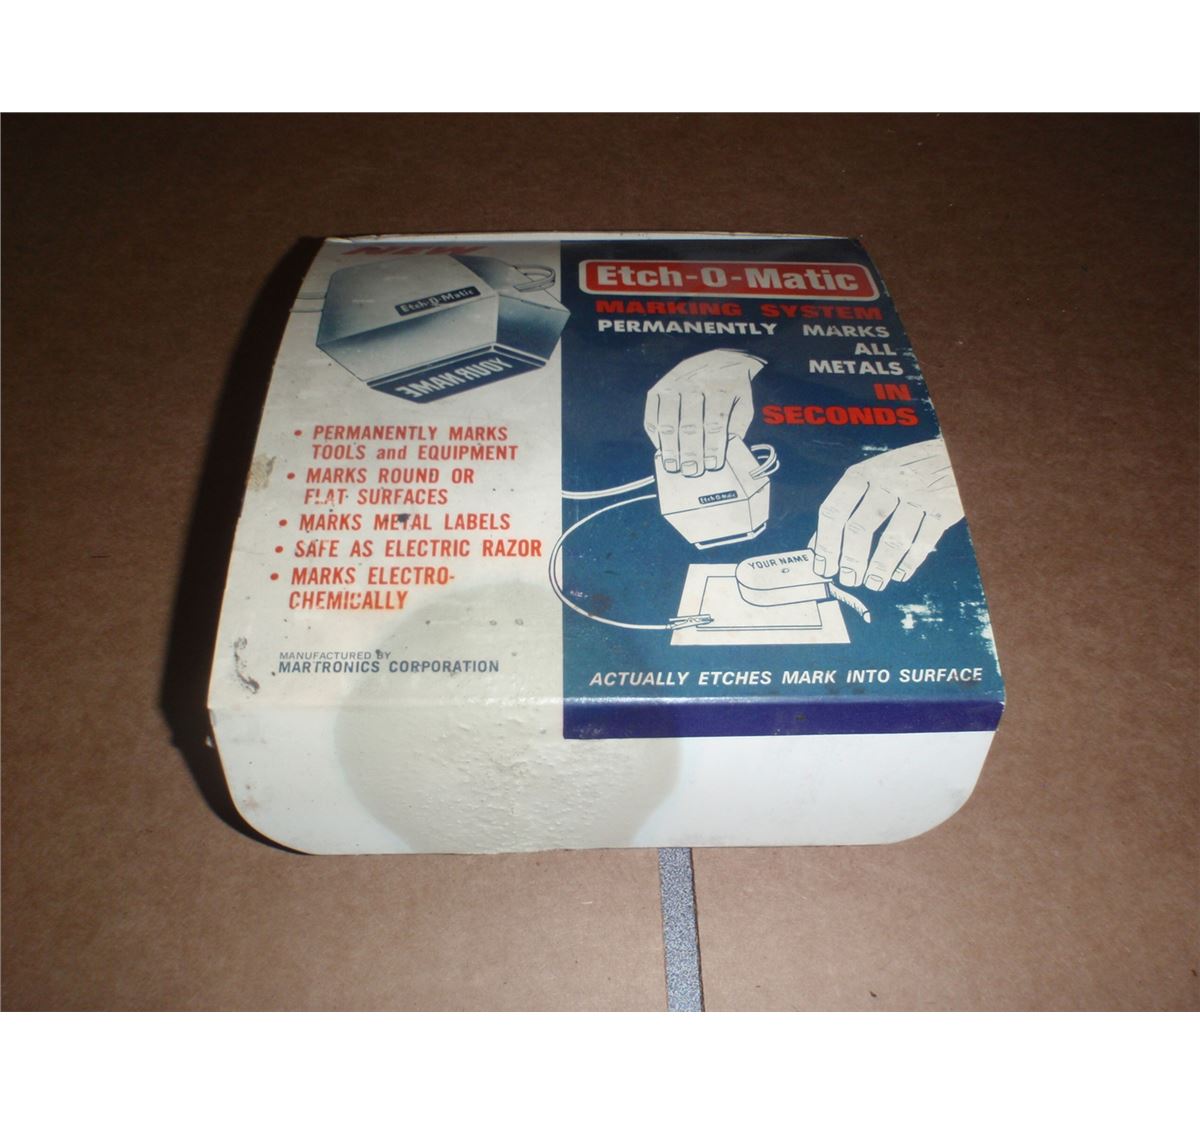 NEW
Etch-O-Matic
YOUR NAME
• PERMANENTLY MARKS
TOOLS and EQUIPMENT
• MARKS ROUND OR
FLAT SURFACES
• MARKS METAL LABELS
• SAFE AS ELECTRIC RAZOR
• MARKS ELECTRO-
CHEMICALLY
MANUFACTURED BY
MARTRONICS CORPORATION
Etch-O-Matic
MARKING SYSTEM
PERMANENTLY MARKS
ALL
METALS
IN
SECONDS
Etch-O-Matic
YOUR NAME
ACTUALLY ETCHES MARK INTO SURFACE